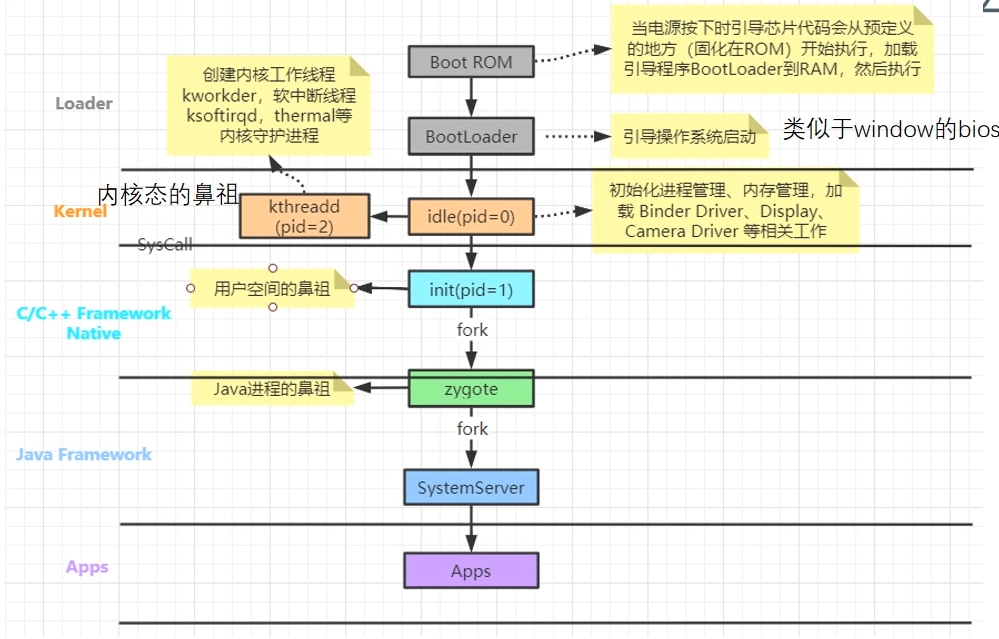 当电源按下时引导芯片代码会从预定义
的地方（固化在ROM）开始执行，加载
引导程序BootLoader到RAM，然后执行
Boot ROM
创建内核工作线程
kworkder，软中断线程
ksoftirqd，thermal等
内核守护进程
Loader
BootLoader
引导操作系统启动
类似于window的bios
内核态的鼻祖
Kernel
kthreadd
(pid=2)
idle(pid=0)
初始化进程管理、内存管理，加
载 Binder Driver、Display、
Camera Driver 等相关工作
SysCall
用户空间的鼻祖
init(pid=1)
C/C++ Framework
Native
fork
Java进程的鼻祖
zygote
fork
Java Framework
SystemServer
Apps
Apps